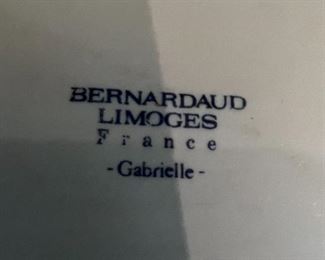 BERNARDAUD
LIMOGES
France
- Gabrielle -